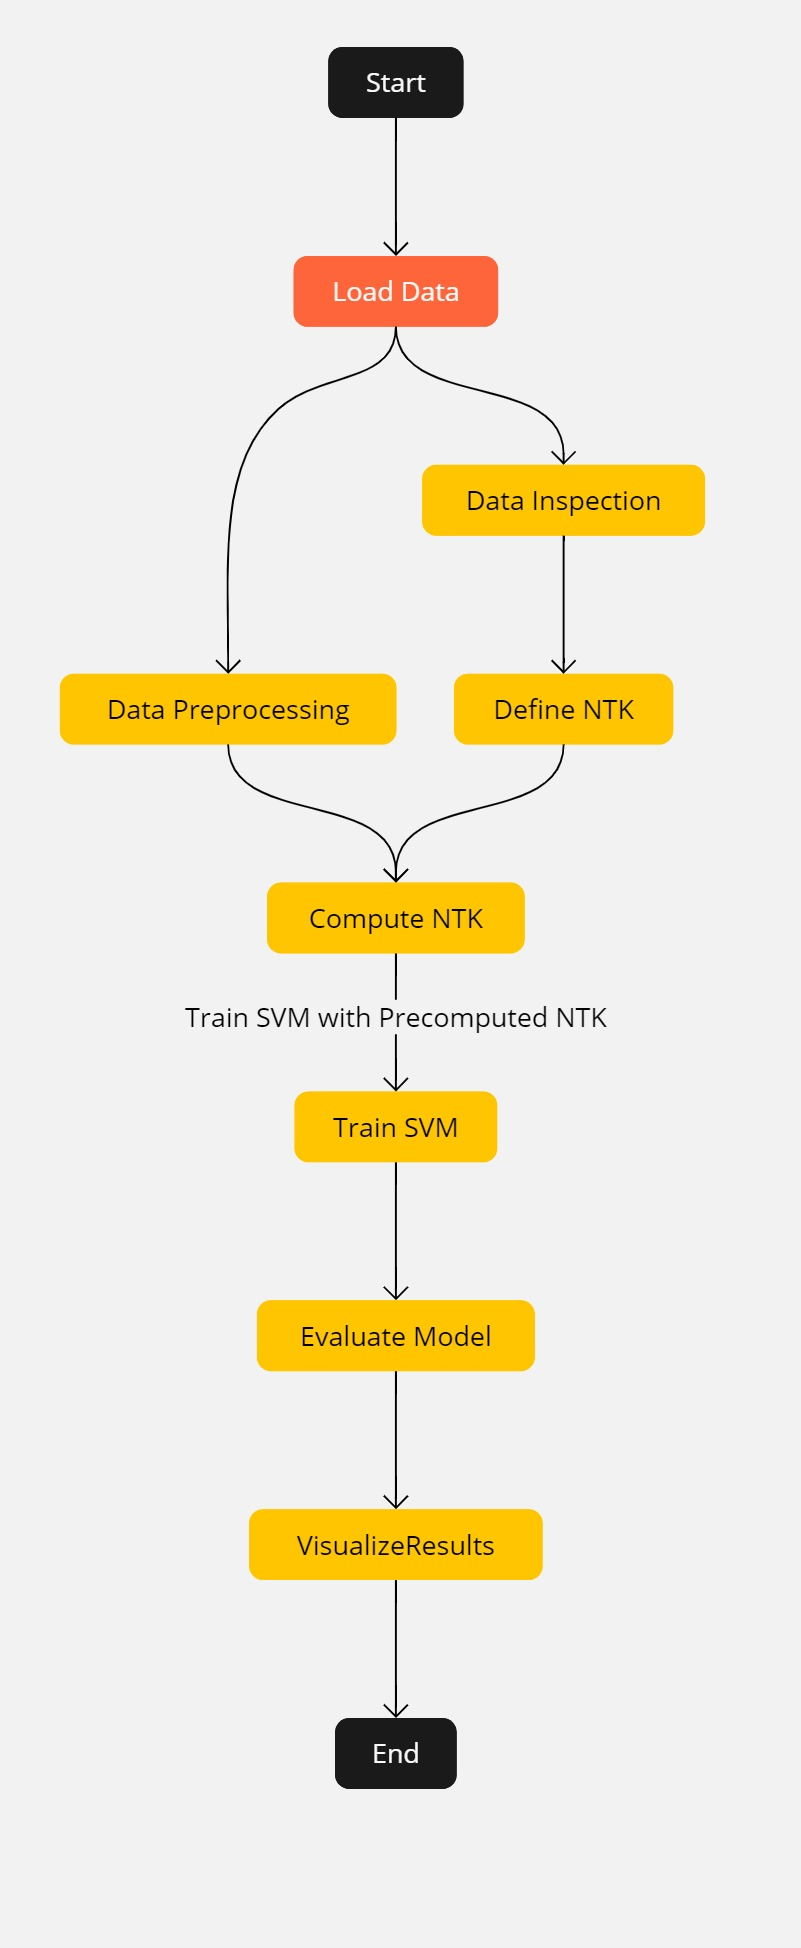 Start
Load Data
Data Inspection
Data Preprocessing
Define NTK
Compute NTK
Train SVM with Precomputed NTK
Train SVM
Evaluate Model
VisualizeResults
End